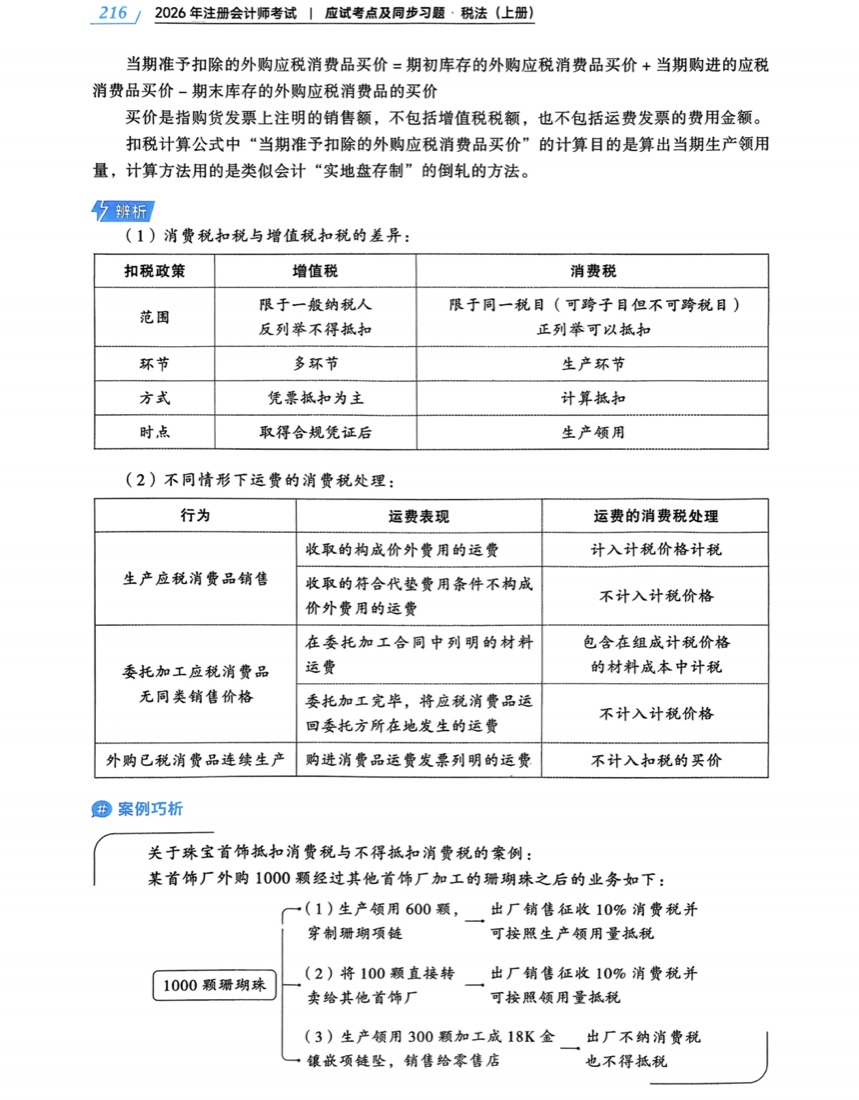 216 2026年注册会计师考试 | 应试考点及同步习题·税法（上册）
当期准予扣除的外购应税消费品买价=期初库存的外购应税消费品买价+当期购进的应税
消费品买价-期末库存的外购应税消费品的买价
买价是指购货发票上注明的销售额，不包括增值税税额，也不包括运费发票的费用金额。
扣税计算公式中“当期准予扣除的外购应税消费品买价”的计算目的是算出当期生产领用
量，计算方法用的是类似会计“实地盘存制”的倒轧的方法。
辨析
（1）消费税扣税与增值税扣税的差异：
扣税政策 增值税 消费税
范围 限于一般纳税人 限于同一税目（可跨子目但不可跨税目）
反列举不得抵扣 正列举可以抵扣
环节 多环节 生产环节
方式 凭票抵扣为主 计算抵扣
时点 取得合规凭证后 生产领用
（2）不同情形下运费的消费税处理：
行为 运费表现 运费的消费税处理
生产应税消费品销售
收取的构成价外费用的运费 计入计税价格计税
收取的符合代垫费用条件不构成
价外费用的运费
不计入计税价格
委托加工应税消费品
无同类销售价格
在委托加工合同中列明的材料
运费
包含在组成计税价格
的材料成本中计税
委托加工完毕，将应税消费品运
回委托方所在地发生的运费
不计入计税价格
外购已税消费品连续生产 购进消费品运费发票列明的运费 不计入扣税的买价
# 案例巧析
关于珠宝首饰抵扣消费税与不得抵扣消费税的案例：
某首饰厂外购1000颗经过其他首饰厂加工的珊瑚珠之后的业务如下：
1000颗珊瑚珠
（1）生产领用600颗，
穿制珊瑚项链
出厂销售征收10%消费税并
可按照生产领用量抵税
（2）将100颗直接转
卖给其他首饰厂
出厂销售征收10%消费税并
可按照领用量抵税
（3）生产领用300颗加工成18K金
镶嵌项链坠，销售给零售店
出厂不纳消费税
也不得抵税